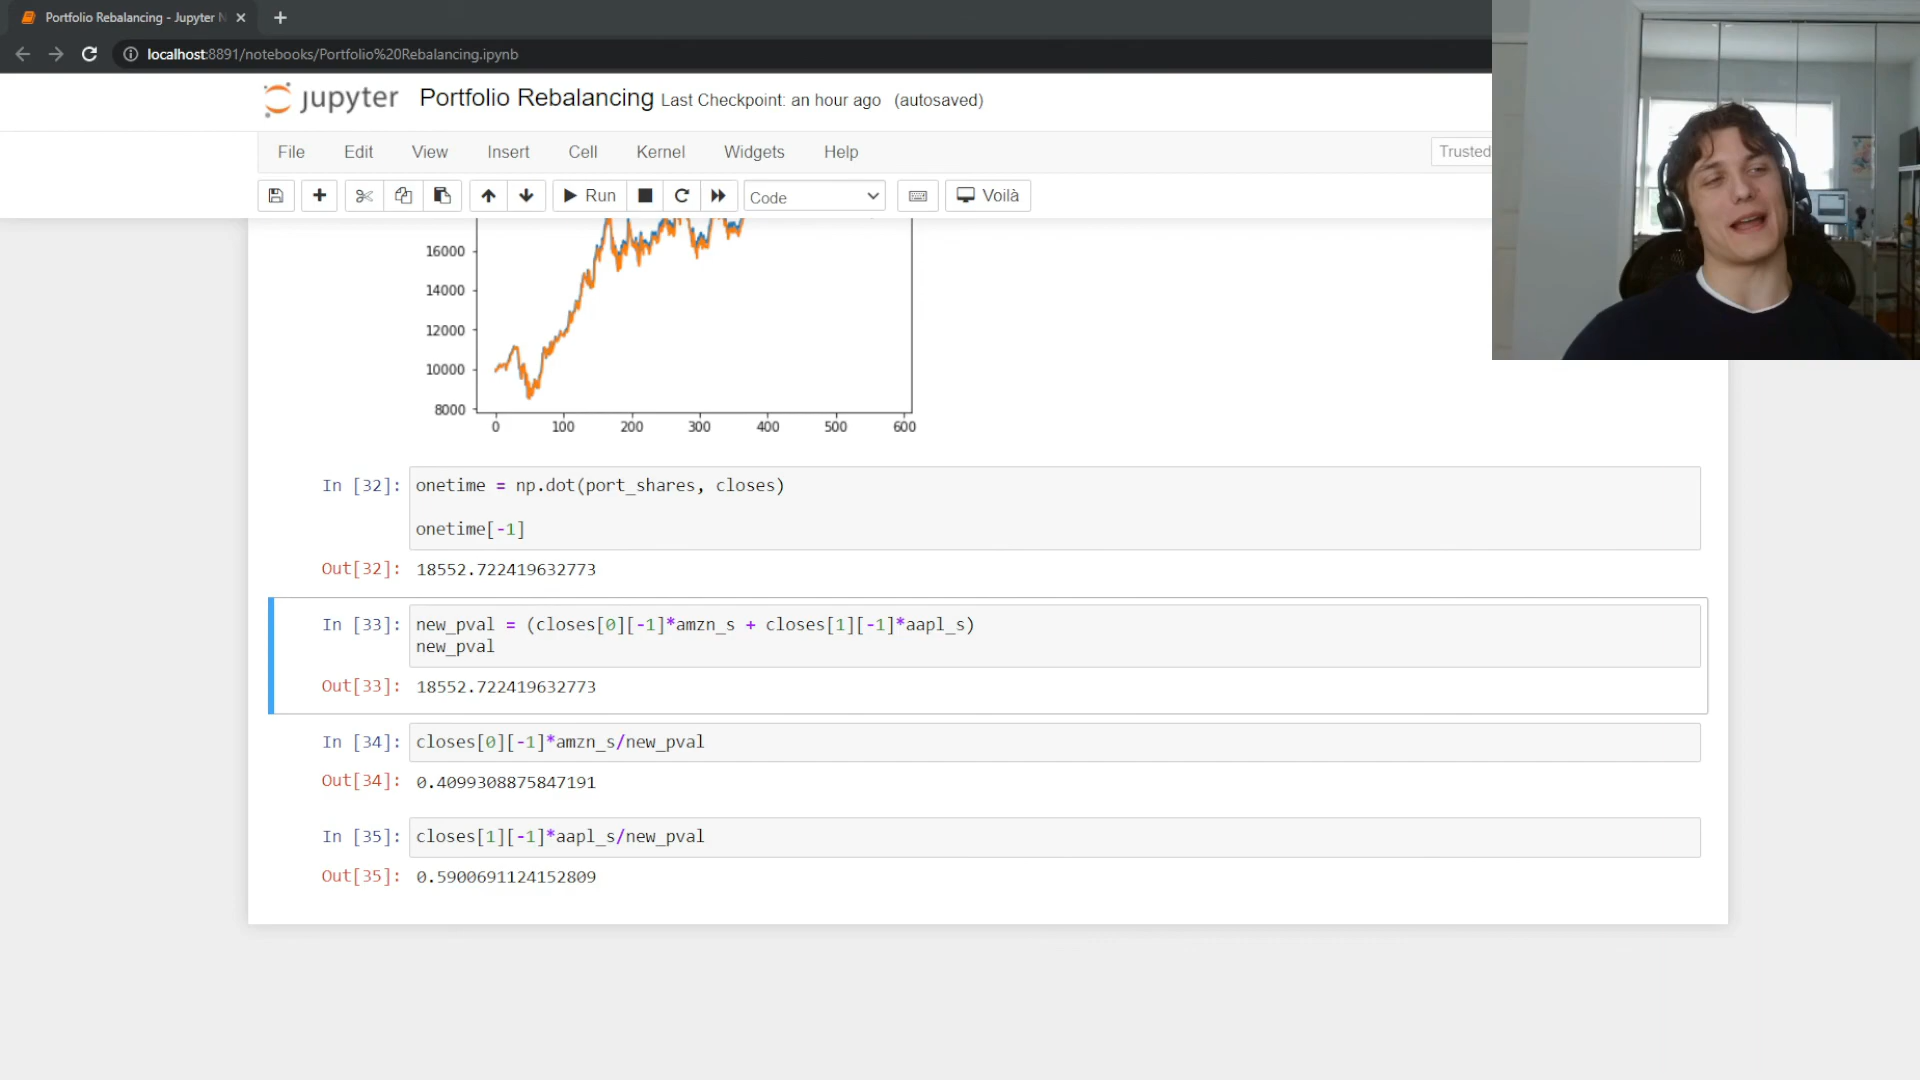 Portfolio Rebalancing - Jupyter N
localhost:8891/notebooks/Portfolio%20Rebalancing.ipynb
jupyter Portfolio Rebalancing Last Checkpoint: an hour ago (autosaved)
File Edit View Insert Cell Kernel Widgets Help Trusted
Run Code Voilà
16000
14000
12000
10000
8000
0 100 200 300 400 500 600
In [32]: onetime = np.dot(port_shares, closes)
onetime[-1]
Out[32]: 18552.722419632773
In [33]: new_pval = (closes[0][-1]*amzn_s + closes[1][-1]*aapl_s)
new_pval
Out[33]: 18552.722419632773
In [34]: closes[0][-1]*amzn_s/new_pval
Out[34]: 0.4099308875847191
In [35]: closes[1][-1]*aapl_s/new_pval
Out[35]: 0.5900691124152809